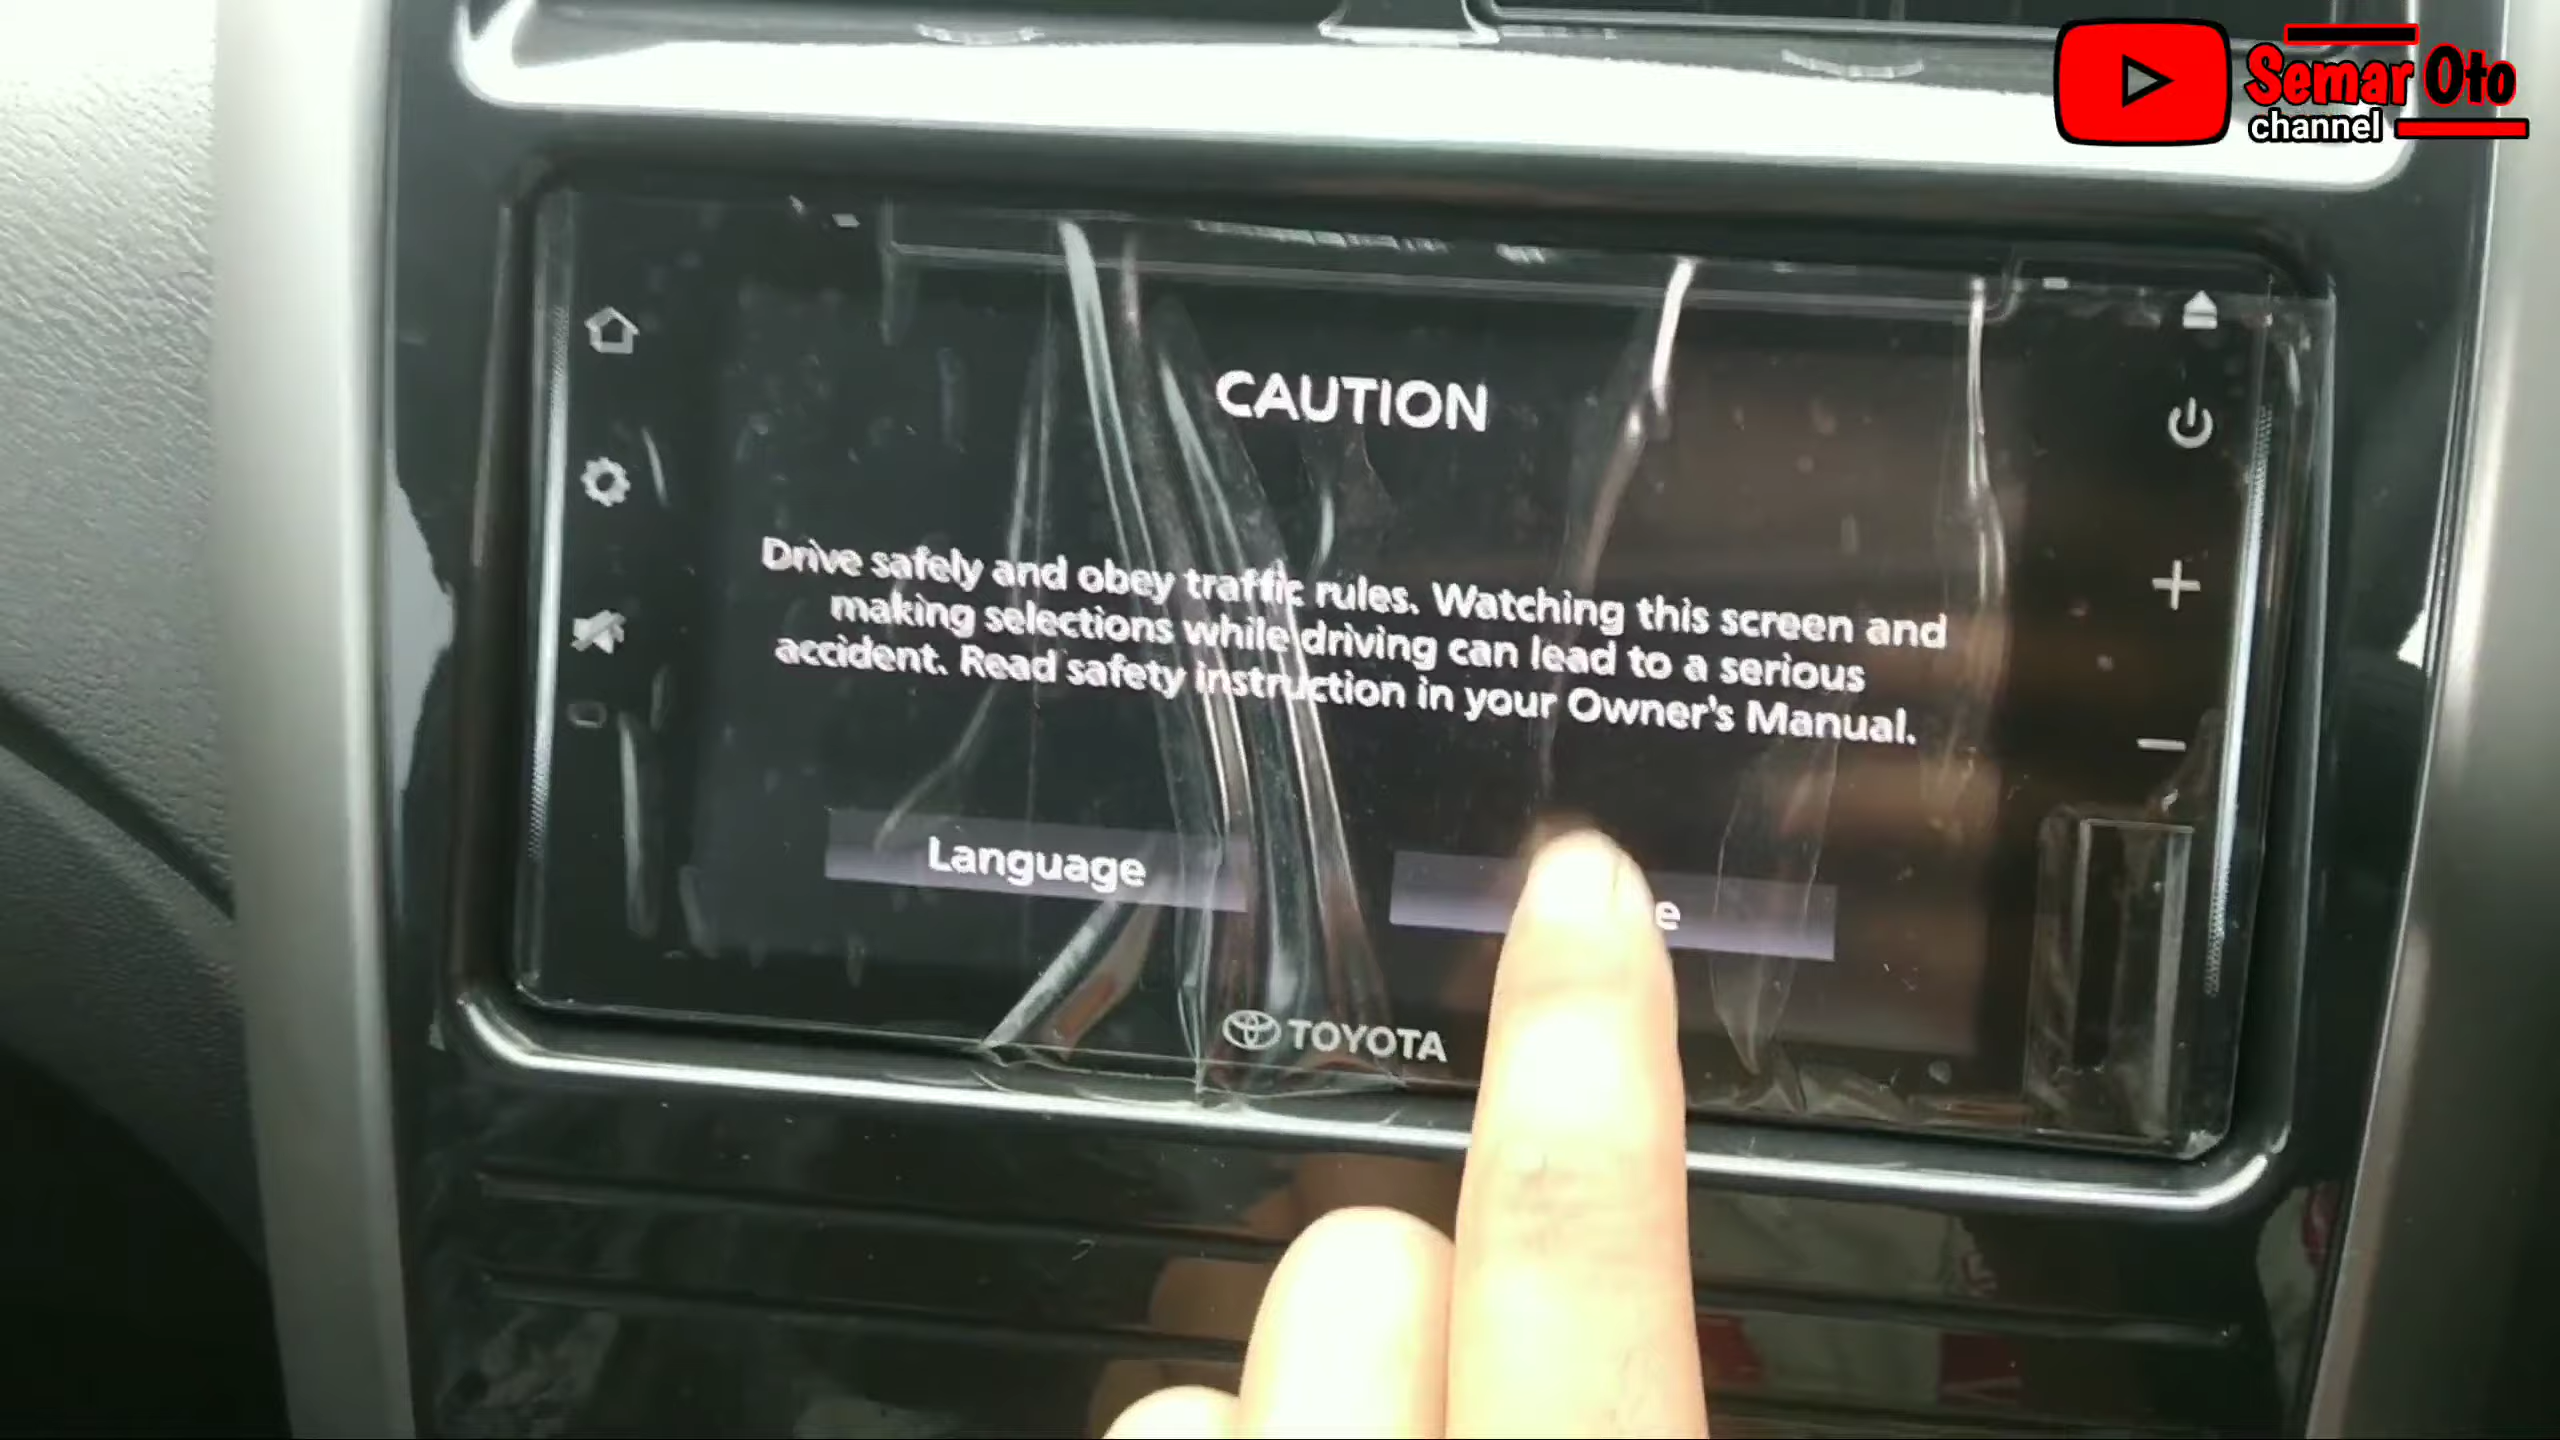 Semar Oto
channel
CAUTION
Drive safely and obey traffic rules. Watching this screen and
making selections while driving can lead to a serious
accident. Read safety instruction in your Owner's Manual.
Language
TOYOTA